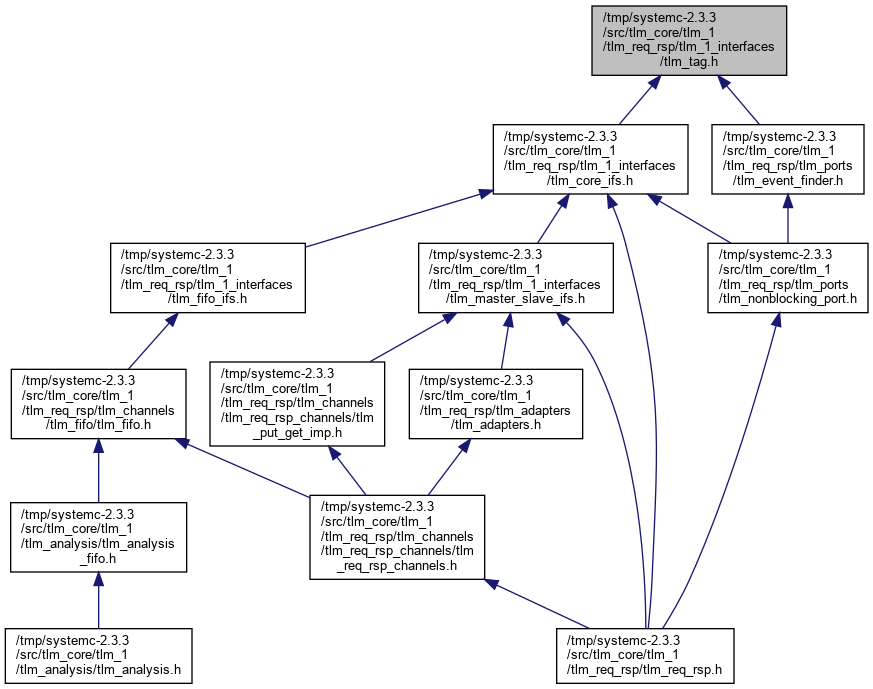 /tmp/systemc-2.3.3
/src/tlm_core/tlm_1
/tlm_req_rsp/tlm_1_interfaces
/tlm_tag.h
/tmp/systemc-2.3.3
/src/tlm_core/tlm_1
/tlm_req_rsp/tlm_1_interfaces
/tlm_core_ifs.h
/tmp/systemc-2.3.3
/src/tlm_core/tlm_1
/tlm_req_rsp/tlm_ports
/tlm_event_finder.h
/tmp/systemc-2.3.3
/src/tlm_core/tlm_1
/tlm_req_rsp/tlm_1_interfaces
/tlm_fifo_ifs.h
/tmp/systemc-2.3.3
/src/tlm_core/tlm_1
/tlm_req_rsp/tlm_1_interfaces
/tlm_master_slave_ifs.h
/tmp/systemc-2.3.3
/src/tlm_core/tlm_1
/tlm_req_rsp/tlm_ports
/tlm_nonblocking_port.h
/tmp/systemc-2.3.3
/src/tlm_core/tlm_1
/tlm_req_rsp/tlm_channels
/tlm_fifo/tlm_fifo.h
/tmp/systemc-2.3.3
/src/tlm_core/tlm_1
/tlm_req_rsp/tlm_channels
/tlm_req_rsp_channels/tlm
_put_get_imp.h
/tmp/systemc-2.3.3
/src/tlm_core/tlm_1
/tlm_req_rsp/tlm_adapters
/tlm_adapters.h
/tmp/systemc-2.3.3
/src/tlm_core/tlm_1
/tlm_analysis/tlm_analysis
_fifo.h
/tmp/systemc-2.3.3
/src/tlm_core/tlm_1
/tlm_req_rsp/tlm_channels
/tlm_req_rsp_channels/tlm
_req_rsp_channels.h
/tmp/systemc-2.3.3
/src/tlm_core/tlm_1
/tlm_analysis/tlm_analysis.h
/tmp/systemc-2.3.3
/src/tlm_core/tlm_1
/tlm_req_rsp/tlm_req_rsp.h